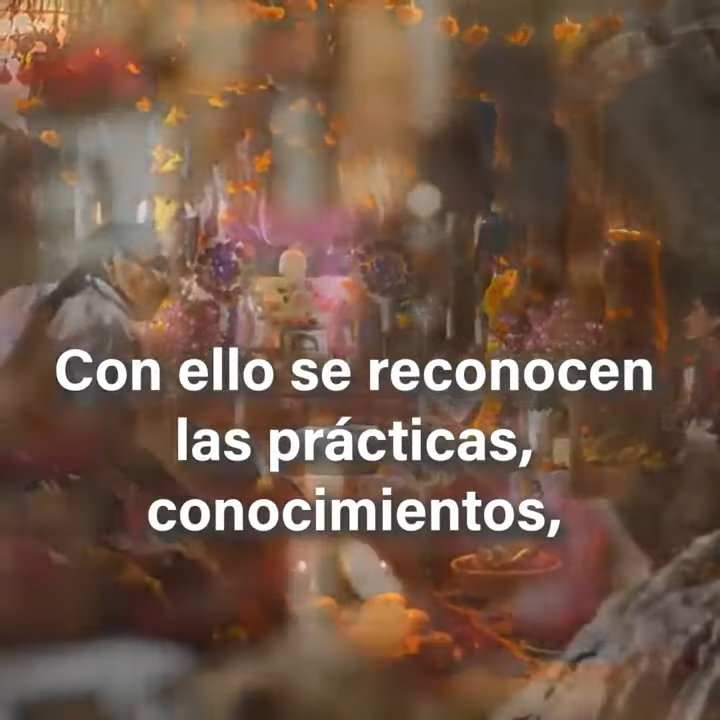 Con ello se reconocen
las prácticas,
conocimientos,